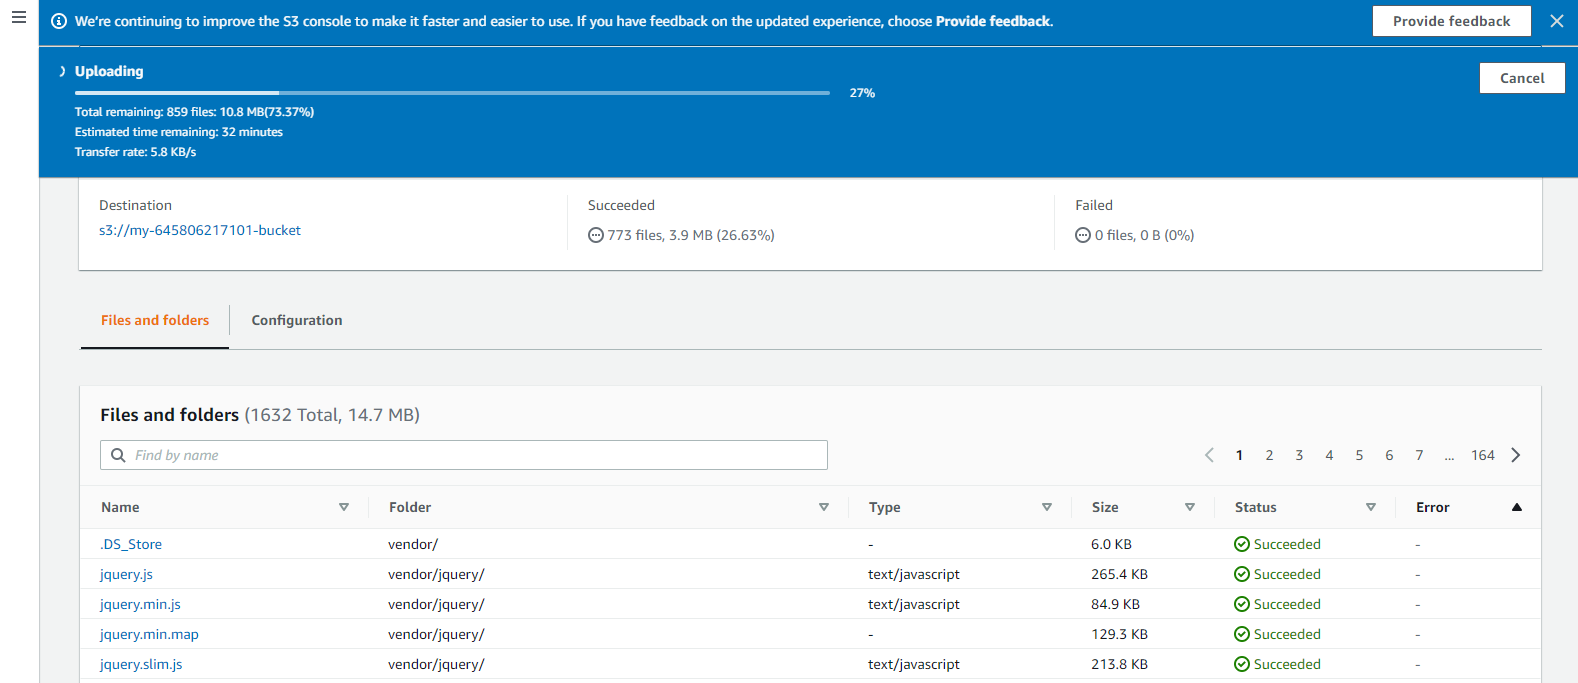 We're continuing to improve the S3 console to make it faster and easier to use. If you have feedback on the updated experience, choose Provide feedback.
Provide feedback
Uploading
27%
Cancel
Total remaining: 859 files: 10.8 MB(73.37%)
Estimated time remaining: 32 minutes
Transfer rate: 5.8 KB/s
Destination Succeeded Failed
s3://my-645806217101-bucket 773 files, 3.9 MB (26.63%) 0 files, 0 B (0%)
Files and folders Configuration
Files and folders (1632 Total, 14.7 MB)
Find by name 1 2 3 4 5 6 7 ... 164
Name Folder Type Size Status Error
.DS_Store vendor/ - 6.0 KB Succeeded -
jquery.js vendor/jquery/ text/javascript 265.4 KB Succeeded -
jquery.min.js vendor/jquery/ text/javascript 84.9 KB Succeeded -
jquery.min.map vendor/jquery/ - 129.3 KB Succeeded -
jquery.slim.js vendor/jquery/ text/javascript 213.8 KB Succeeded -